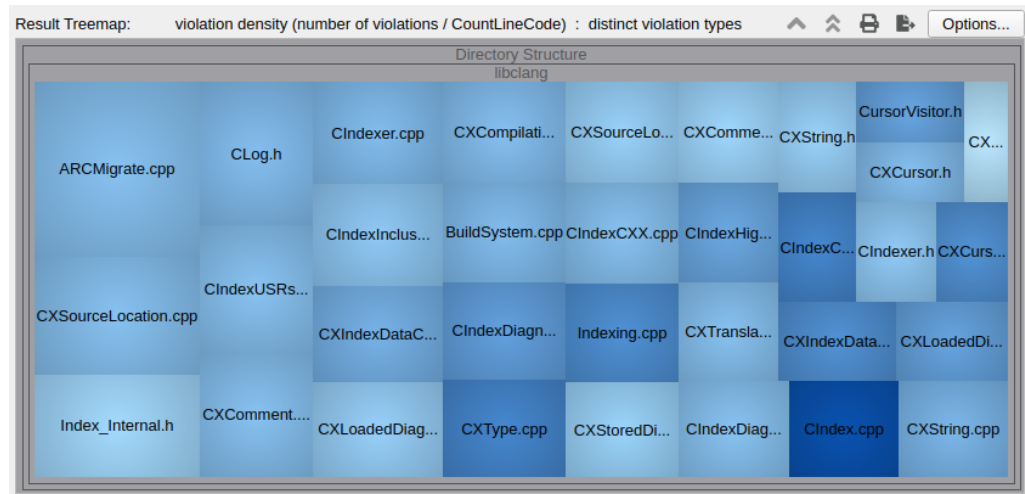 Result Treemap: violation density (number of violations / CountLineCode) : distinct violation types Options...
Directory Structure
libclang
ARCMigrate.cpp
CXSourceLocation.cpp
Index_Internal.h
CLog.h
CIndexUSRs...
CXComment....
CIndexer.cpp
CIndexInclus...
CXIndexDataC...
CXLoadedDiag...
CXCompilati...
BuildSystem.cpp
CIndexDiagn...
CXType.cpp
CXSourceLo...
CIndexCXX.cpp
Indexing.cpp
CXStoredDi...
CXComme...
CIndexHig...
CXTransla...
CIndexDiag...
CXString.h
CursorVisitor.h
CXCursor.h
CX...
CIndexC...
CIndexer.h
CXCurs...
CXIndexData...
CXLoadedDi...
CIndex.cpp
CXString.cpp